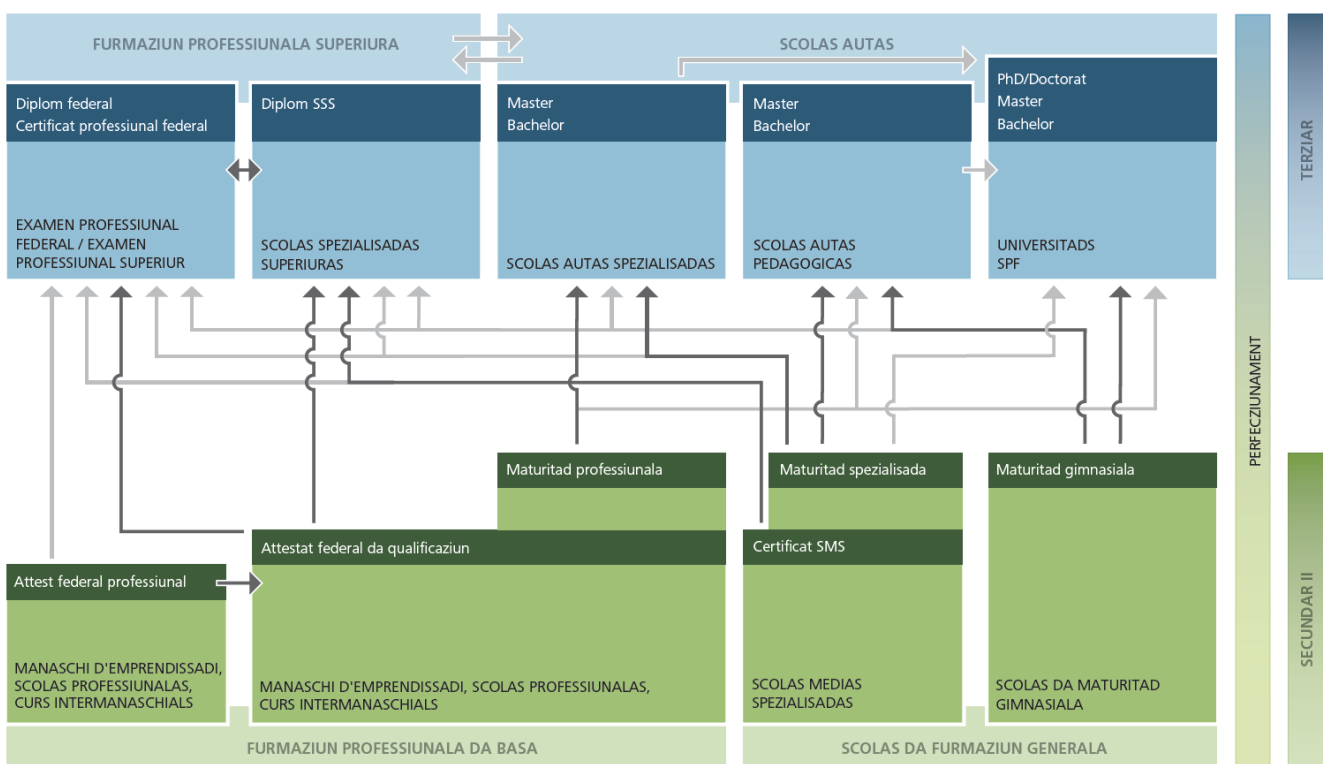 FURMAZIUN PROFESSIUNALA SUPERIURA
SCOLAS AUTAS
Diplom federal
Certificat professiunal federal
EXAMEN PROFESSIUNAL
FEDERAL / EXAMEN
PROFESSIUNAL SUPERIUR
Diplom SSS
SCOLAS SPEZIALISADAS
SUPERIURAS
Master
Bachelor
SCOLAS AUTAS SPEZIALISADAS
Master
Bachelor
SCOLAS AUTAS
PEDAGOGICAS
PhD/Doctorat
Master
Bachelor
UNIVERSITADS
SPF
TERZIAR
PERFECZIUNAMENT
Maturitad professiunala
Maturitad spezialisada
Maturitad gimnasiala
Attestat federal da qualificaziun
Certificat SMS
Attest federal professiunal
MANASCHI D'EMPRENDISSADI,
SCOLAS PROFESSIUNALAS,
CURS INTERMANASCHIALS
MANASCHI D'EMPRENDISSADI, SCOLAS PROFESSIUNALAS,
CURS INTERMANASCHIALS
SCOLAS MEDIAS
SPEZIALISADAS
SCOLAS DA MATURITAD
GIMNASIALA
SECUNDAR II
FURMAZIUN PROFESSIUNALA DA BASA
SCOLAS DA FURMAZIUN GENERALA